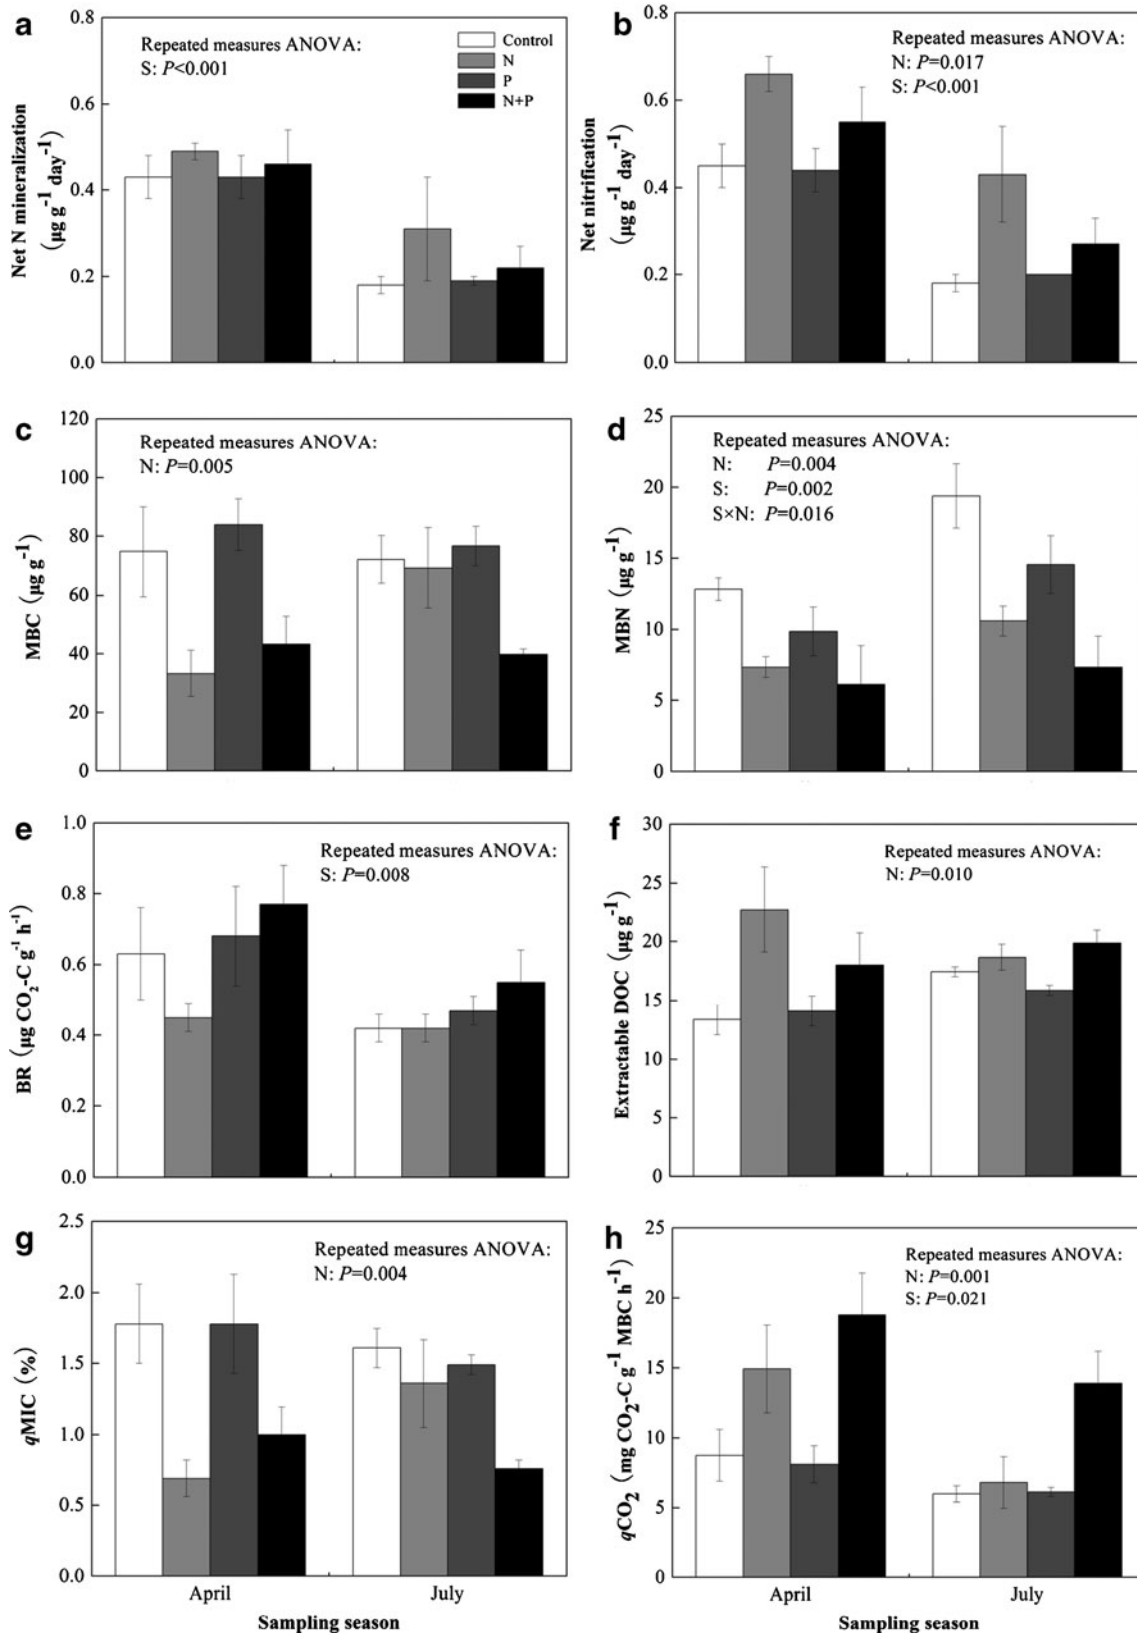 a
0.8
0.6
0.4
0.2
0.0
Net N mineralization
(µg g⁻¹ day⁻¹)
Repeated measures ANOVA:
S: P<0.001
Control
N
P
N+P
b
0.8
0.6
0.4
0.2
0.0
Net nitrification
(µg g⁻¹ day⁻¹)
Repeated measures ANOVA:
N: P=0.017
S: P<0.001
c
120
100
80
60
40
20
0
MBC (µg g⁻¹)
Repeated measures ANOVA:
N: P=0.005
d
25
20
15
10
5
0
MBN (µg g⁻¹)
Repeated measures ANOVA:
N: P=0.004
S: P=0.002
S×N: P=0.016
e
1.0
0.8
0.6
0.4
0.2
0.0
BR (µg CO₂-C g⁻¹ h⁻¹)
Repeated measures ANOVA:
S: P=0.008
f
30
25
20
15
10
5
0
Extractable DOC (µg g⁻¹)
Repeated measures ANOVA:
N: P=0.010
g
2.5
2.0
1.5
1.0
0.5
0.0
qMIC (%)
Repeated measures ANOVA:
N: P=0.004
April
July
Sampling season
h
25
20
15
10
5
0
qCO₂ (mg CO₂-C g⁻¹ MBC h⁻¹)
Repeated measures ANOVA:
N: P=0.001
S: P=0.021
April
July
Sampling season